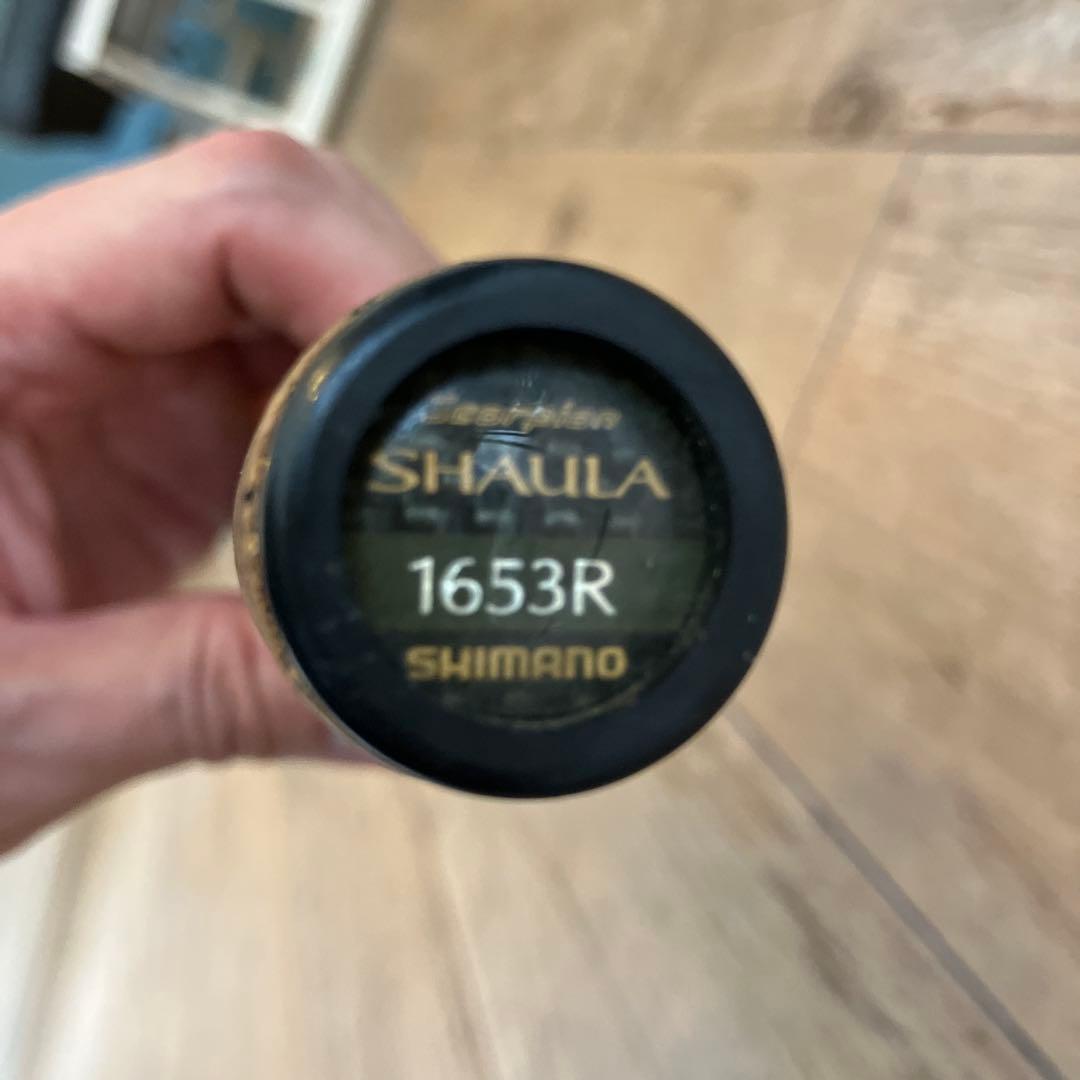 Scorpion
SHAULA
1653R
SHIMANO